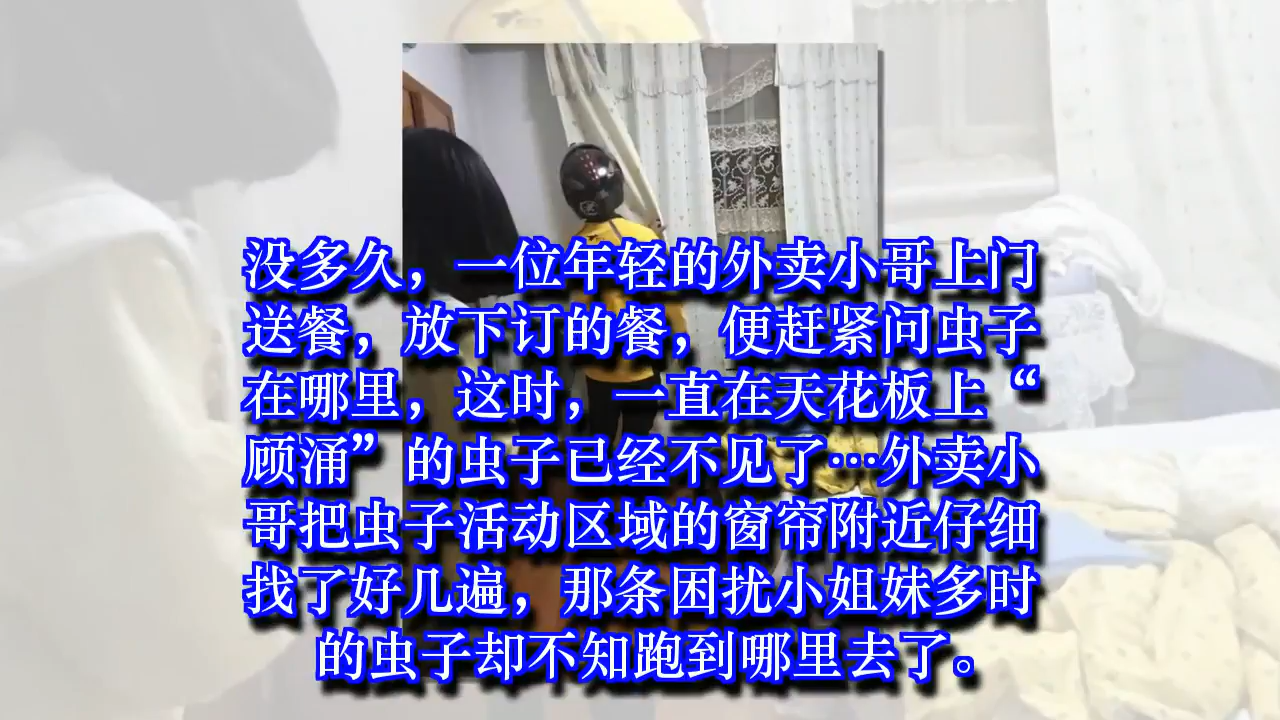 没多久，一位年轻的外卖小哥上门
送餐，放下订的餐，便赶紧问虫子
在哪里，这时，一直在天花板上“
顾涌”的虫子已经不见了…外卖小
哥把虫子活动区域的窗帘附近仔细
找了好几遍，那条困扰小姐妹多时
的虫子却不知跑到哪里去了。